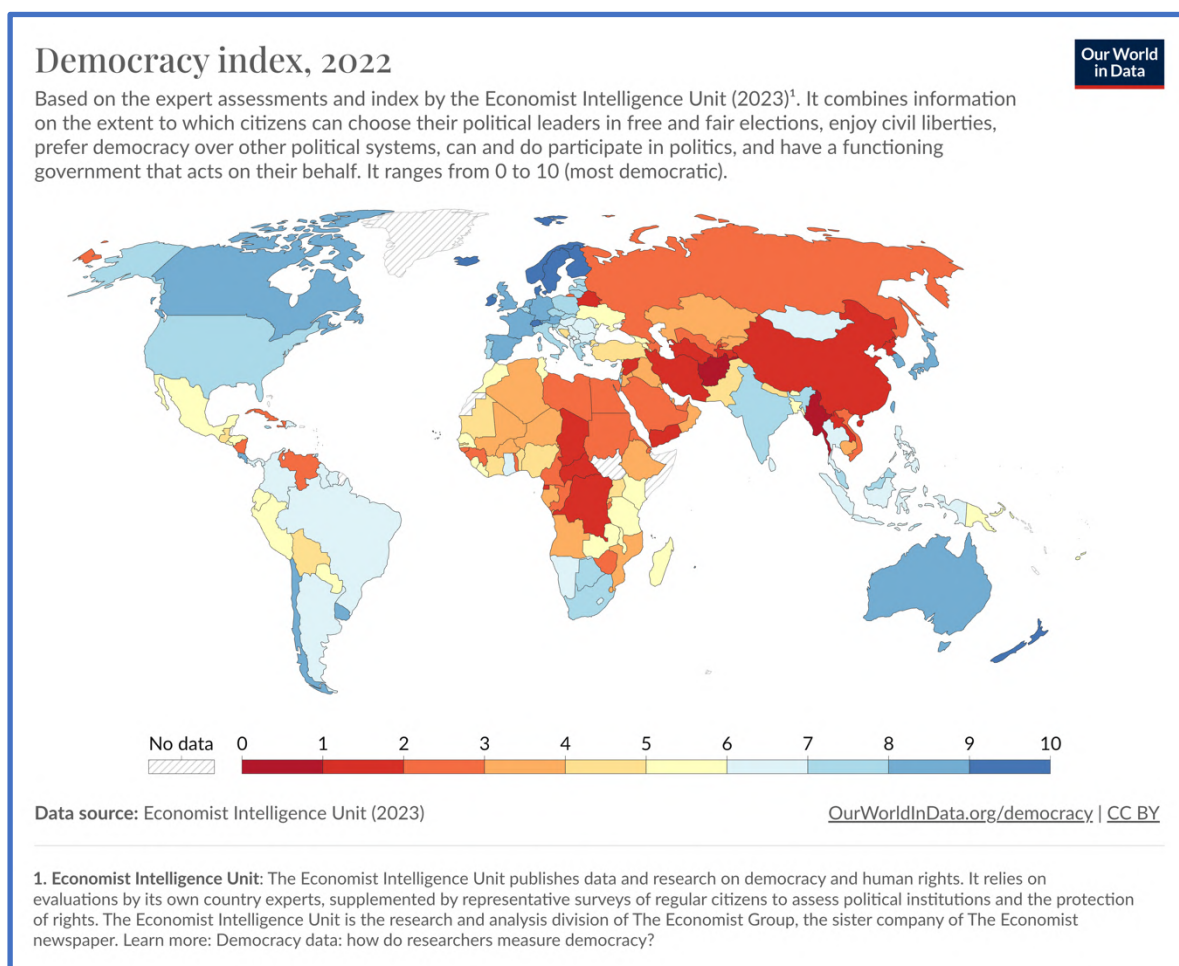 Democracy index, 2022
Our World
in Data
Based on the expert assessments and index by the Economist Intelligence Unit (2023)¹. It combines information
on the extent to which citizens can choose their political leaders in free and fair elections, enjoy civil liberties,
prefer democracy over other political systems, can and do participate in politics, and have a functioning
government that acts on their behalf. It ranges from 0 to 10 (most democratic).
No data 0 1 2 3 4 5 6 7 8 9 10
Data source: Economist Intelligence Unit (2023)
OurWorldInData.org/democracy | CC BY
1. Economist Intelligence Unit: The Economist Intelligence Unit publishes data and research on democracy and human rights. It relies on
evaluations by its own country experts, supplemented by representative surveys of regular citizens to assess political institutions and the protection
of rights. The Economist Intelligence Unit is the research and analysis division of The Economist Group, the sister company of The Economist
newspaper. Learn more: Democracy data: how do researchers measure democracy?